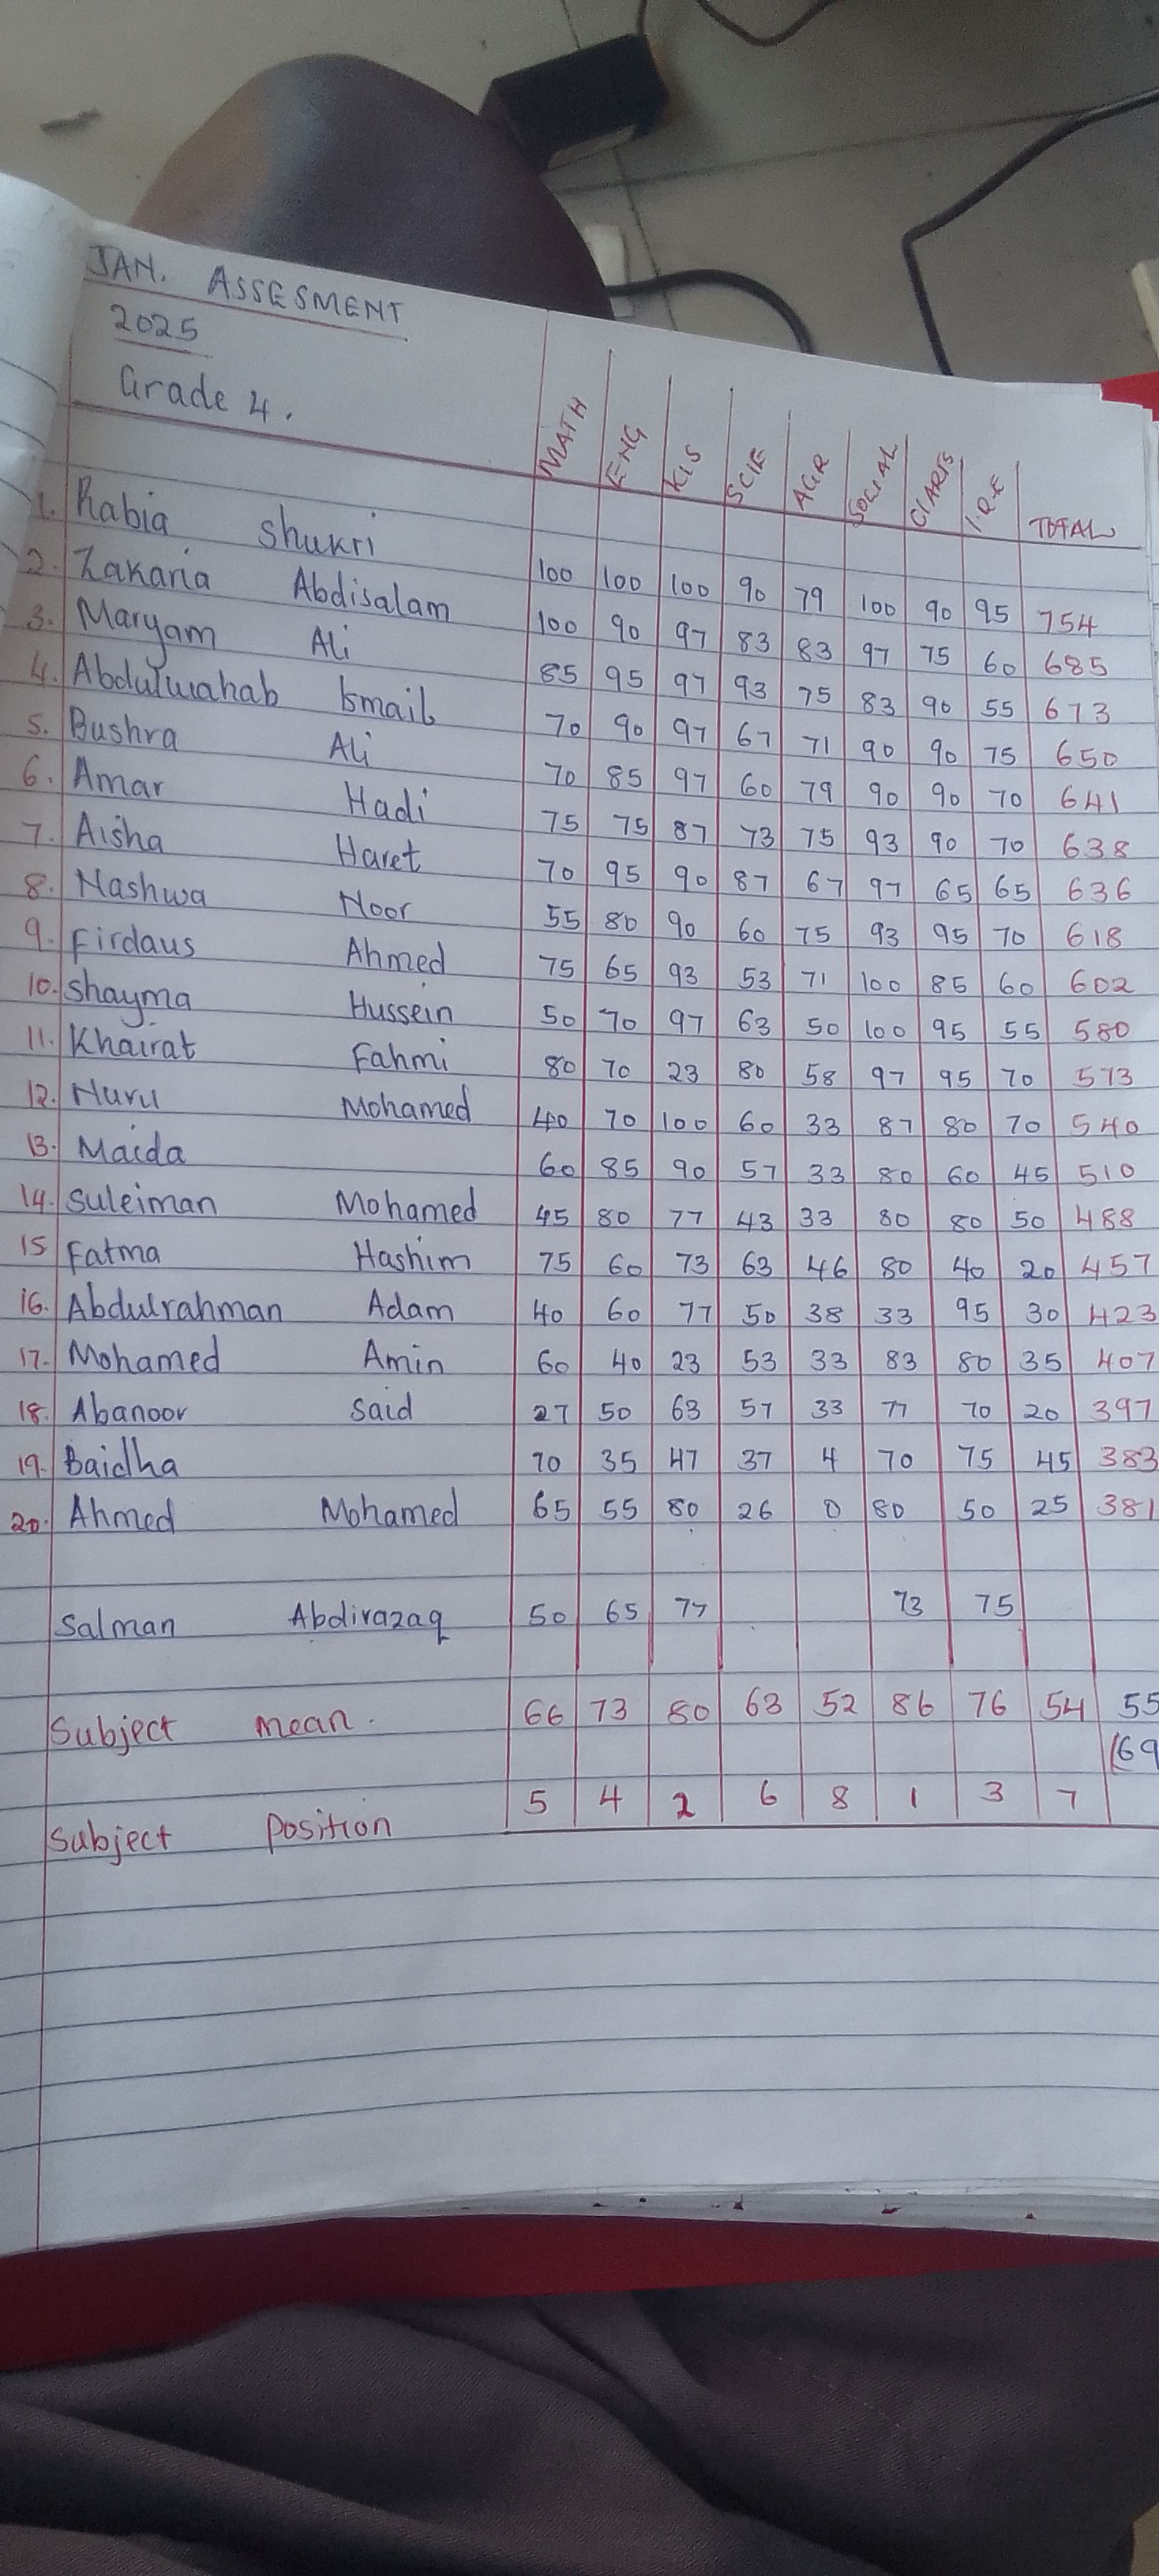 JAN. ASSESMENT
2025
Grade 4.
MATH ENG KIS SCIE AGR SOCIAL C/ARTS I.R.E TOTAL
1. Rabia Shukri 100 100 100 90 79 100 90 95 754
2. Zakaria Abdisalam 100 90 97 83 83 97 75 60 685
3. Maryam Ali 85 95 97 93 75 83 90 55 673
4. Abdulwahab Ismail 70 90 97 67 71 90 90 75 650
5. Bushra Ali 70 85 97 60 79 90 90 70 641
6. Amar Hadi 75 75 87 73 75 93 90 70 638
7. Aisha Haret 70 95 90 87 67 97 65 65 636
8. Nashwa Noor 55 80 90 60 75 93 95 70 618
9. Firdaus Ahmed 75 65 93 53 71 100 85 60 602
10. Shayma Hussein 50 70 97 63 50 100 95 55 580
11. Khairat Fahmi 80 70 23 80 58 97 95 70 573
12. Nuru Mohamed 40 70 100 60 33 87 80 70 540
13. Maida 60 85 90 57 33 80 60 45 510
14. Suleiman Mohamed 45 80 77 43 33 80 80 50 488
15 Fatma Hashim 75 60 73 63 46 80 40 20 457
16. Abdulrahman Adam 40 60 77 50 38 33 95 30 423
17. Mohamed Amin 60 40 23 53 33 83 80 35 407
18. Abanoor Said 27 50 63 57 33 77 70 20 397
19. Baidha 70 35 47 37 4 70 75 45 383
20. Ahmed Mohamed 65 55 80 26 0 80 50 25 381
Salman Abdirazaq 50 65 77 73 75
Subject mean. 66 73 80 63 52 86 76 54 55
(69
Subject Position 5 4 2 6 8 1 3 7